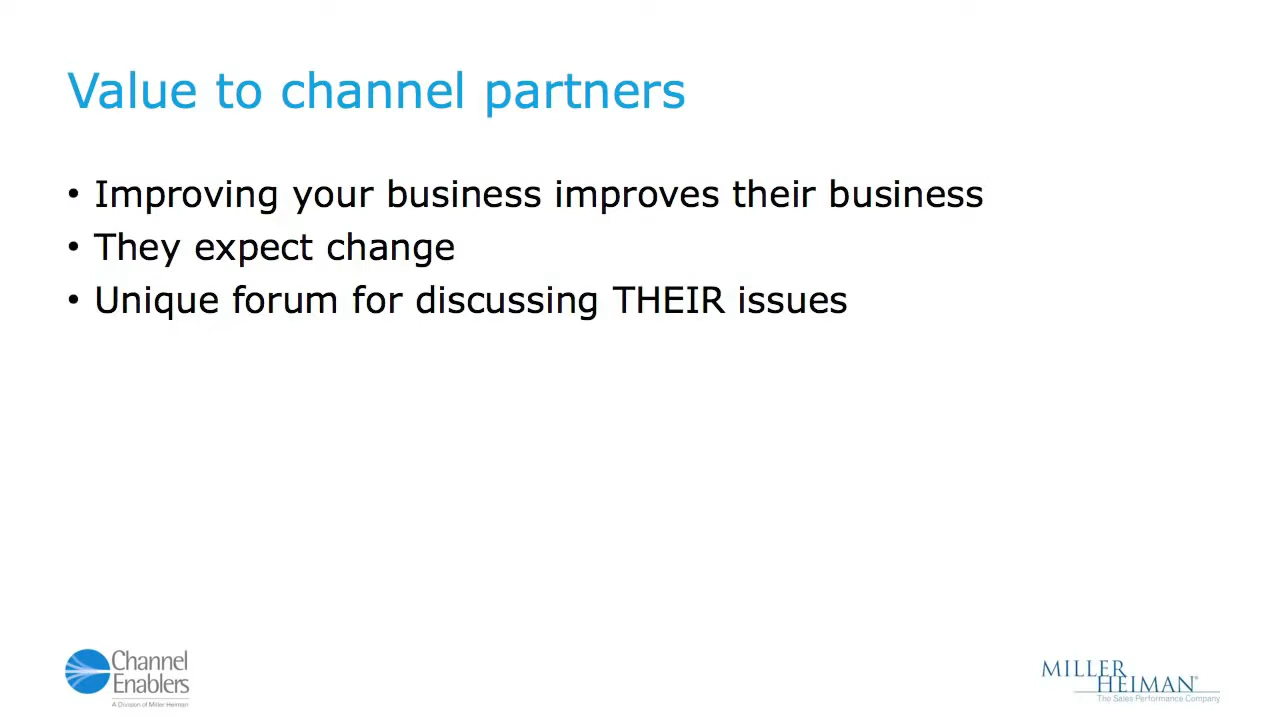 Value to channel partners
• Improving your business improves their business
• They expect change
• Unique forum for discussing THEIR issues
Channel
Enablers
A Division of Miller Heiman
MILLER
HEIMAN®
The Sales Performance Company